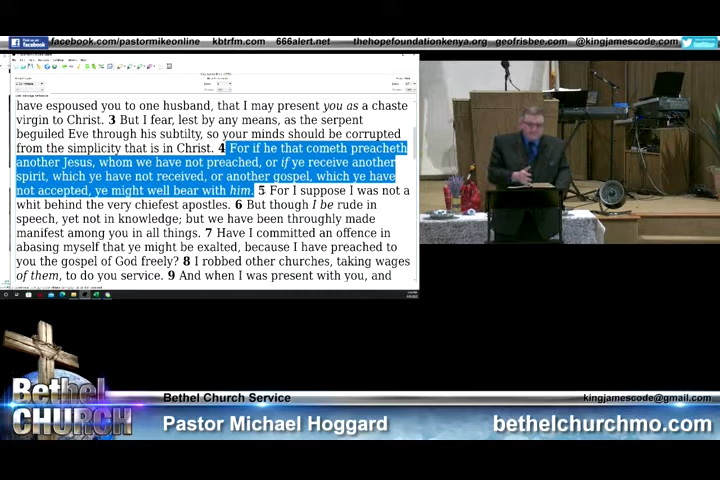 Find us on facebook
facebook.com/pastormikeonline kbtrfm.com 666alert.net thehopefoundationkenya.org geofrisbee.com @kingjamescode.com
have espoused you to one husband, that I may present you as a chaste
virgin to Christ. 3 But I fear, lest by any means, as the serpent
beguiled Eve through his subtilty, so your minds should be corrupted
from the simplicity that is in Christ. 4 For if he that cometh preacheth
another Jesus, whom we have not preached, or if ye receive another
spirit, which ye have not received, or another gospel, which ye have
not accepted, ye might well bear with him. 5 For I suppose I was not a
whit behind the very chiefest apostles. 6 But though I be rude in
speech, yet not in knowledge; but we have been throughly made
manifest among you in all things. 7 Have I committed an offence in
abasing myself that ye might be exalted, because I have preached to
you the gospel of God freely? 8 I robbed other churches, taking wages
of them, to do you service. 9 And when I was present with you, and
Bethel
CHURCH
Bethel Church Service
kingjamescode@gmail.com
Pastor Michael Hoggard
bethelchurchmo.com